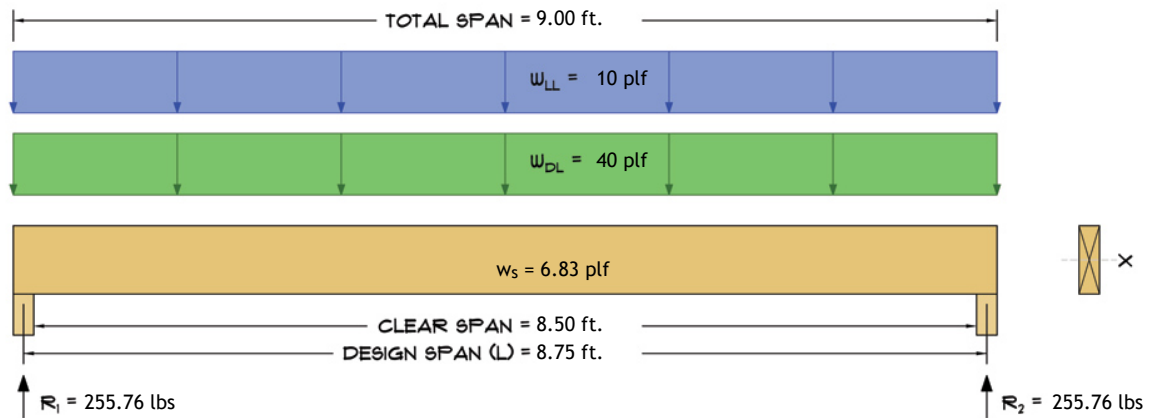 TOTAL SPAN = 9.00 ft.
WLL = 10 plf
WDL = 40 plf
ws = 6.83 plf
X
CLEAR SPAN = 8.50 ft.
DESIGN SPAN (L) = 8.75 ft.
R1 = 255.76 lbs
R2 = 255.76 lbs